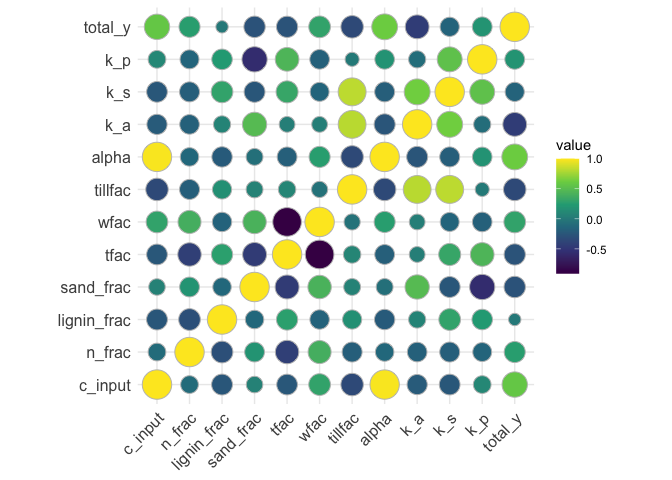 total_y
k_p
k_s
k_a
alpha
tillfac
wfac
tfac
sand_frac
lignin_frac
n_frac
c_input
value
1.0
0.5
0.0
-0.5
c_input
n_frac
lignin_frac
sand_frac
tfac
wfac
tillfac
alpha
k_a
k_s
k_p
total_y